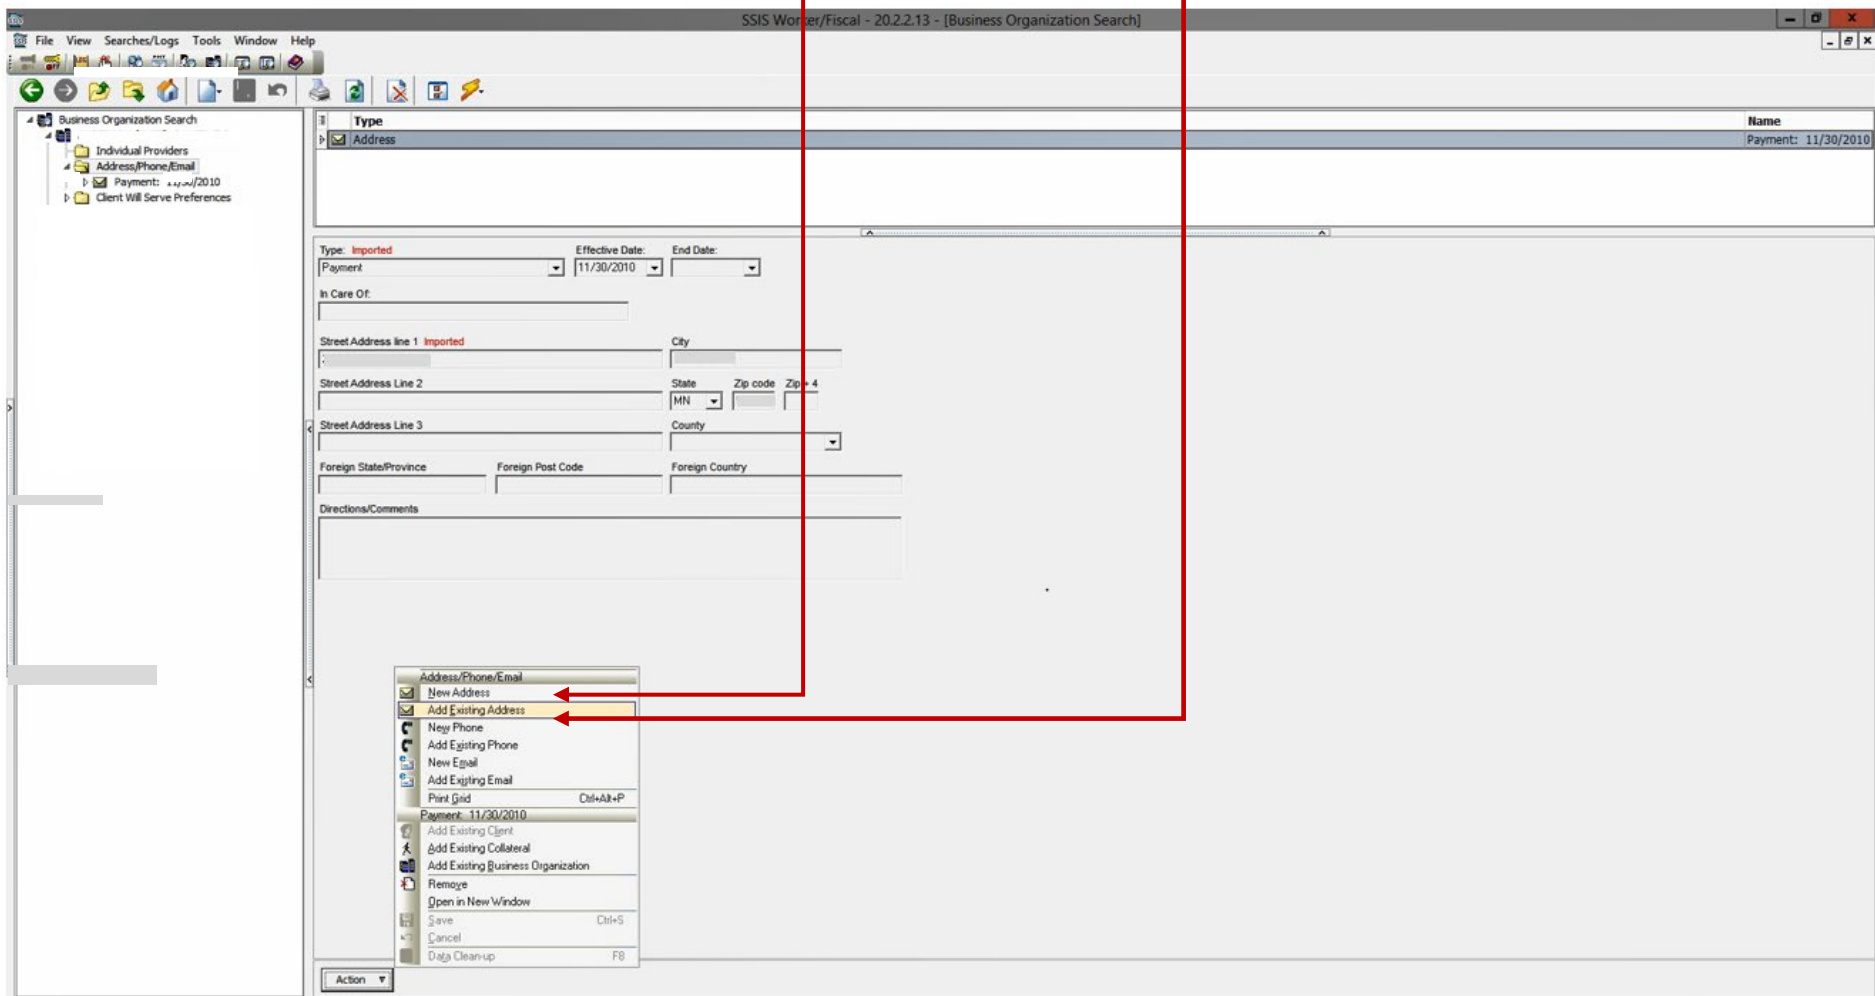 SSIS Worker/Fiscal - 20.2.2.13 - [Business Organization Search]
File View Searches/Logs Tools Window Help
Business Organization Search
Individual Providers
Address/Phone/Email
Payment: /2010
Client Will Serve Preferences
Type Name
Address Payment: 11/30/2010
Type: Imported Effective Date: End Date:
Payment 11/30/2010
In Care Of:
Street Address line 1 Imported City
Street Address Line 2 State Zip code Zip + 4
MN
Street Address Line 3 County
Foreign State/Province Foreign Post Code Foreign Country
Directions/Comments
Address/Phone/Email
New Address
Add Existing Address
New Phone
Add Existing Phone
New Email
Add Existing Email
Print Grid Ctrl+Alt+P
Payment: 11/30/2010
Add Existing Client
Add Existing Collateral
Add Existing Business Organization
Remove
Open in New Window
Save Ctrl+S
Cancel
Data Clean-up F8
Action